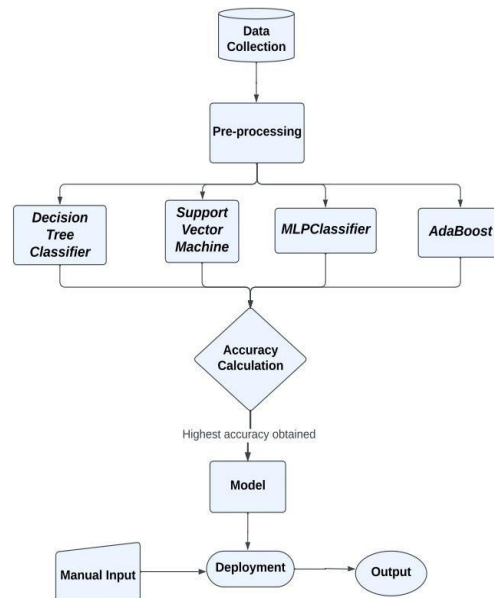 Data
Collection
Pre-processing
Decision
Tree
Classifier
Support
Vector
Machine
MLPClassifier
AdaBoost
Accuracy
Calculation
Highest accuracy obtained
Model
Manual Input
Deployment
Output